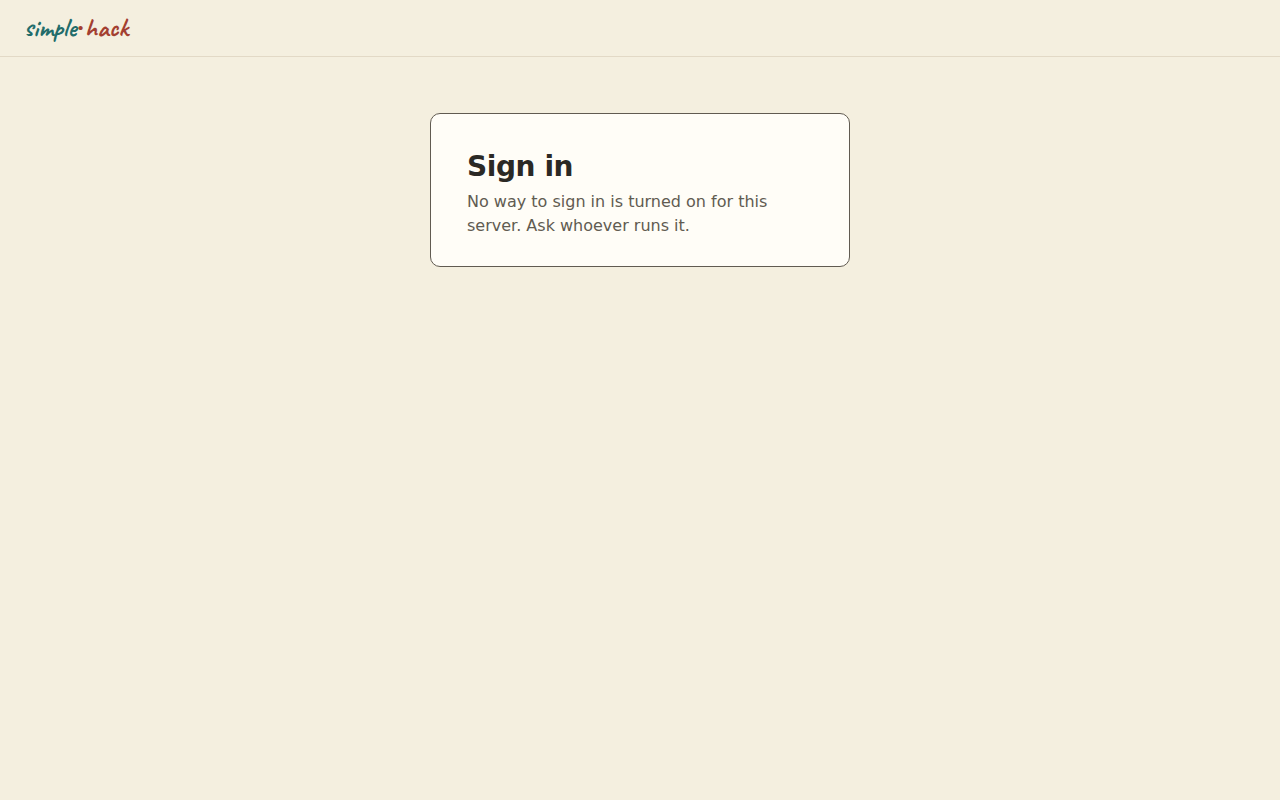 simple•hack
Sign in
No way to sign in is turned on for this
server. Ask whoever runs it.